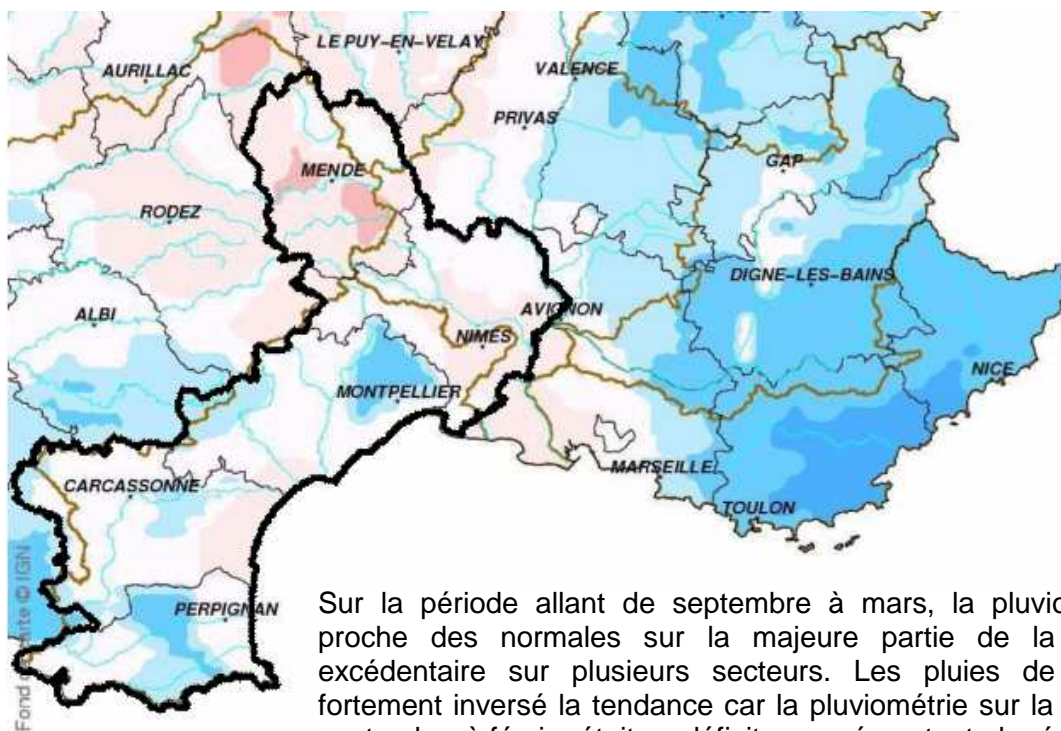 LE PUY-EN-VELAY
AURILLAC
VALENCE
PRIVAS
GAP
MENDE
RODEZ
DIGNE-LES-BAINS
AVIGNON
ALBI
NIMES
NICE
MONTPELLIER
MARSEILLE
CARCASSONNE
TOULON
PERPIGNAN
IGN
Sur la période allant de septembre à mars, la
proche des normales sur la majeure partie de la
excédentaire sur plusieurs secteurs. Les pluies de
fortement inversé la tendance car la pluviométrie sur la